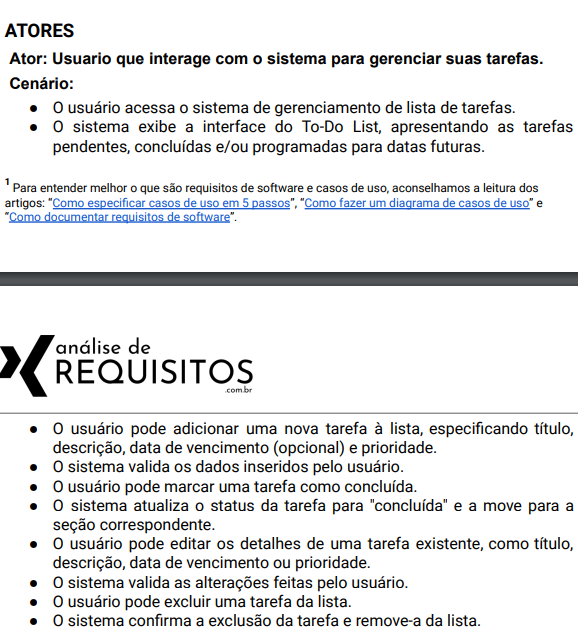 ATORES
Ator: Usuario que interage com o sistema para gerenciar suas tarefas.
Cenário:
● O usuário acessa o sistema de gerenciamento de lista de tarefas.
● O sistema exibe a interface do To-Do List, apresentando as tarefas
pendentes, concluídas e/ou programadas para datas futuras.
1 Para entender melhor o que são requisitos de software e casos de uso, aconselhamos a leitura dos
artigos: “Como especificar casos de uso em 5 passos”, “Como fazer um diagrama de casos de uso” e
“Como documentar requisitos de software”.
análise de
REQUISITOS
.com.br
● O usuário pode adicionar uma nova tarefa à lista, especificando título,
descrição, data de vencimento (opcional) e prioridade.
● O sistema valida os dados inseridos pelo usuário.
● O usuário pode marcar uma tarefa como concluída.
● O sistema atualiza o status da tarefa para "concluída" e a move para a
seção correspondente.
● O usuário pode editar os detalhes de uma tarefa existente, como título,
descrição, data de vencimento ou prioridade.
● O sistema valida as alterações feitas pelo usuário.
● O usuário pode excluir uma tarefa da lista.
● O sistema confirma a exclusão da tarefa e remove-a da lista.